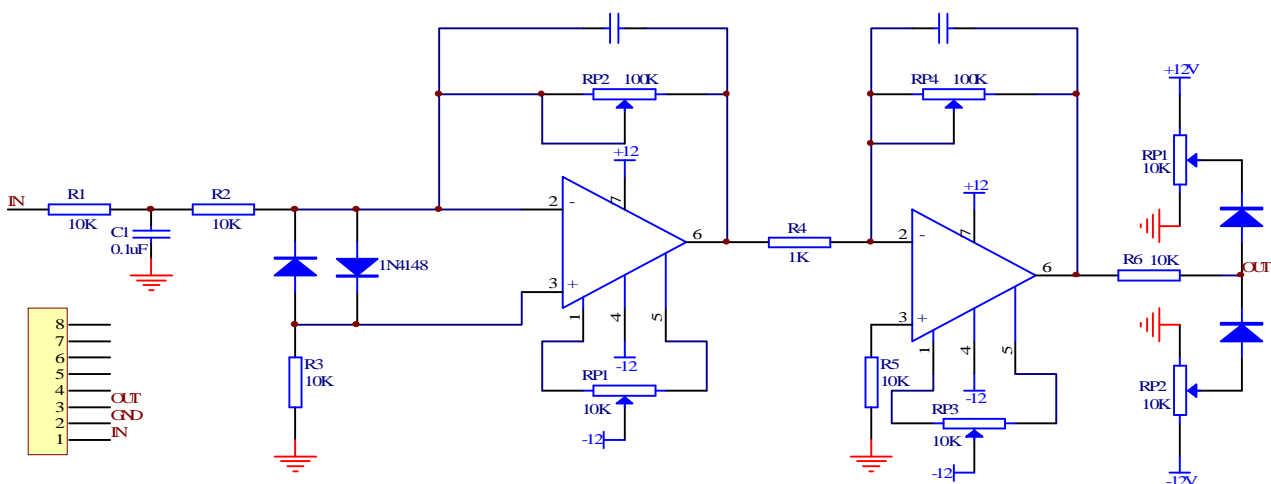 RP2 100K
RP4 100K
+12V
+12
7
RP1
10K
IN
R1
10K
R2
10K
C1
0.1uF
1N4148
2
-
6
3
+
1
4
5
-12
R4
1K
+12
7
2
-
6
3
+
1
4
5
-12
R6 10K
OUT
R3
10K
RP1
10K
-12
R5
10K
RP3
10K
-12
RP2
10K
-12V
8
7
6
5
4
3 OUT
2 GND
1 IN